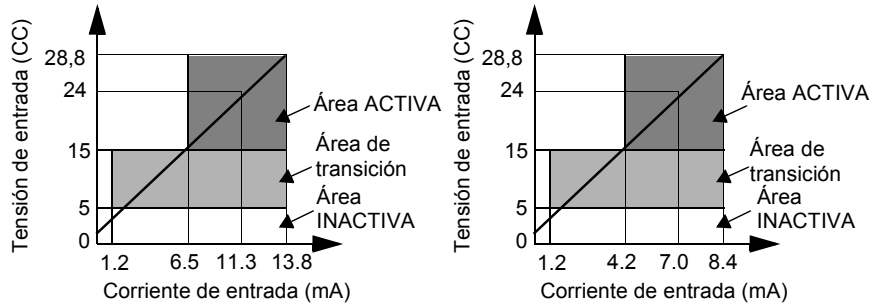 Tensión de entrada (CC)
28,8
24
15
5
0
1.2
6.5
11.3
13.8
Corriente de entrada (mA)
Área ACTIVA
Área de
transición
Área
INACTIVA
Tensión de entrada (CC)
28,8
24
15
5
0
1.2
4.2
7.0
8.4
Corriente de entrada (mA)
Área ACTIVA
Área de
transición
Área
INACTIVA